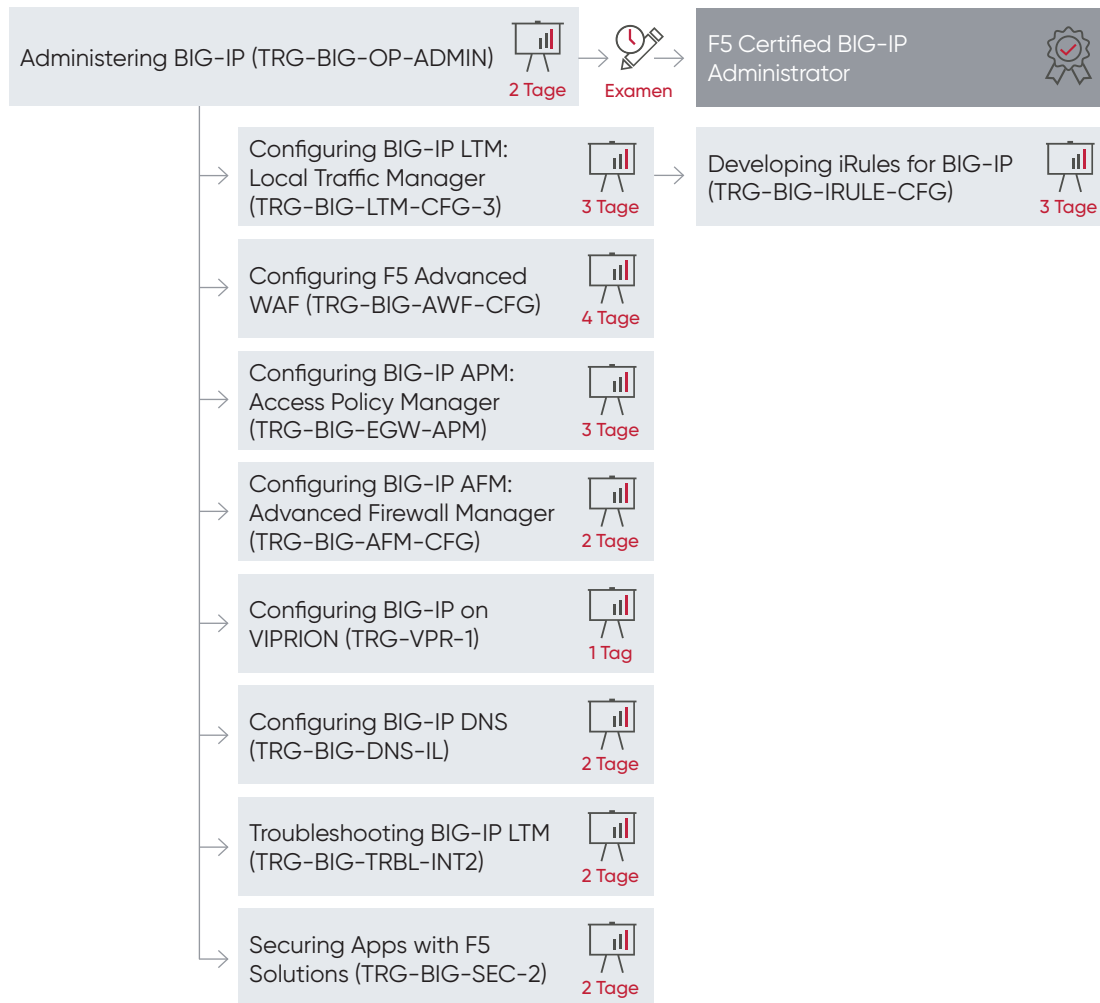 Administering BIG-IP (TRG-BIG-OP-ADMIN)
2 Tage
Examen
F5 Certified BIG-IP
Administrator
Configuring BIG-IP LTM:
Local Traffic Manager
(TRG-BIG-LTM-CFG-3)
3 Tage
Developing iRules for BIG-IP
(TRG-BIG-IRULE-CFG)
3 Tage
Configuring F5 Advanced
WAF (TRG-BIG-AWF-CFG)
4 Tage
Configuring BIG-IP APM:
Access Policy Manager
(TRG-BIG-EGW-APM)
3 Tage
Configuring BIG-IP AFM:
Advanced Firewall Manager
(TRG-BIG-AFM-CFG)
2 Tage
Configuring BIG-IP on
VIPRION (TRG-VPR-1)
1 Tag
Configuring BIG-IP DNS
(TRG-BIG-DNS-IL)
2 Tage
Troubleshooting BIG-IP LTM
(TRG-BIG-TRBL-INT2)
2 Tage
Securing Apps with F5
Solutions (TRG-BIG-SEC-2)
2 Tage